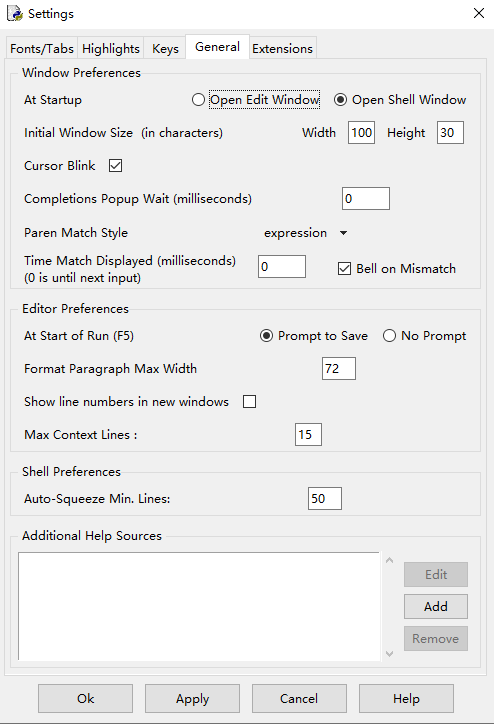 Settings
Fonts/Tabs Highlights Keys General Extensions
Window Preferences
At Startup Open Edit Window Open Shell Window
Initial Window Size (in characters) Width 100 Height 30
Cursor Blink
Completions Popup Wait (milliseconds) 0
Paren Match Style expression
Time Match Displayed (milliseconds)
(0 is until next input) 0 Bell on Mismatch
Editor Preferences
At Start of Run (F5) Prompt to Save No Prompt
Format Paragraph Max Width 72
Show line numbers in new windows
Max Context Lines : 15
Shell Preferences
Auto-Squeeze Min. Lines: 50
Additional Help Sources
Edit
Add
Remove
Ok Apply Cancel Help